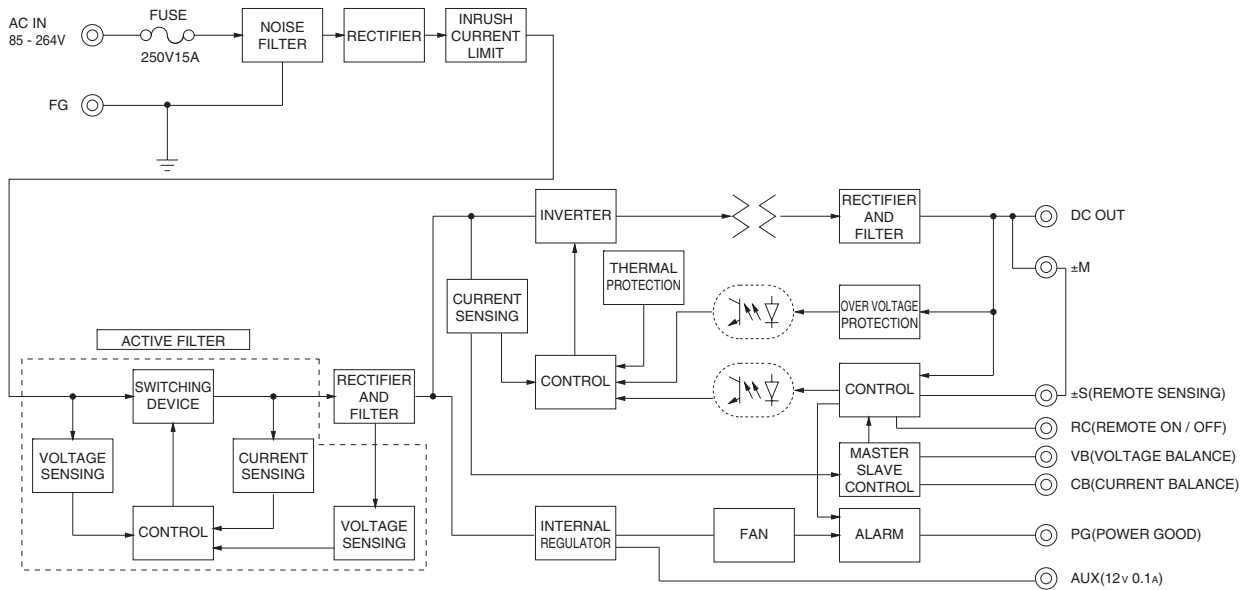 AC IN
85 - 264V
FUSE
250V15A
NOISE
FILTER
RECTIFIER
INRUSH
CURRENT
LIMIT
FG
INVERTER
RECTIFIER
AND
FILTER
DC OUT
THERMAL
PROTECTION
±M
CURRENT
SENSING
OVER VOLTAGE
PROTECTION
ACTIVE FILTER
SWITCHING
DEVICE
RECTIFIER
AND
FILTER
CONTROL
CONTROL
±S(REMOTE SENSING)
RC(REMOTE ON / OFF)
VOLTAGE
SENSING
CURRENT
SENSING
MASTER
SLAVE
CONTROL
VB(VOLTAGE BALANCE)
CB(CURRENT BALANCE)
CONTROL
VOLTAGE
SENSING
INTERNAL
REGULATOR
FAN
ALARM
PG(POWER GOOD)
AUX(12V 0.1A)